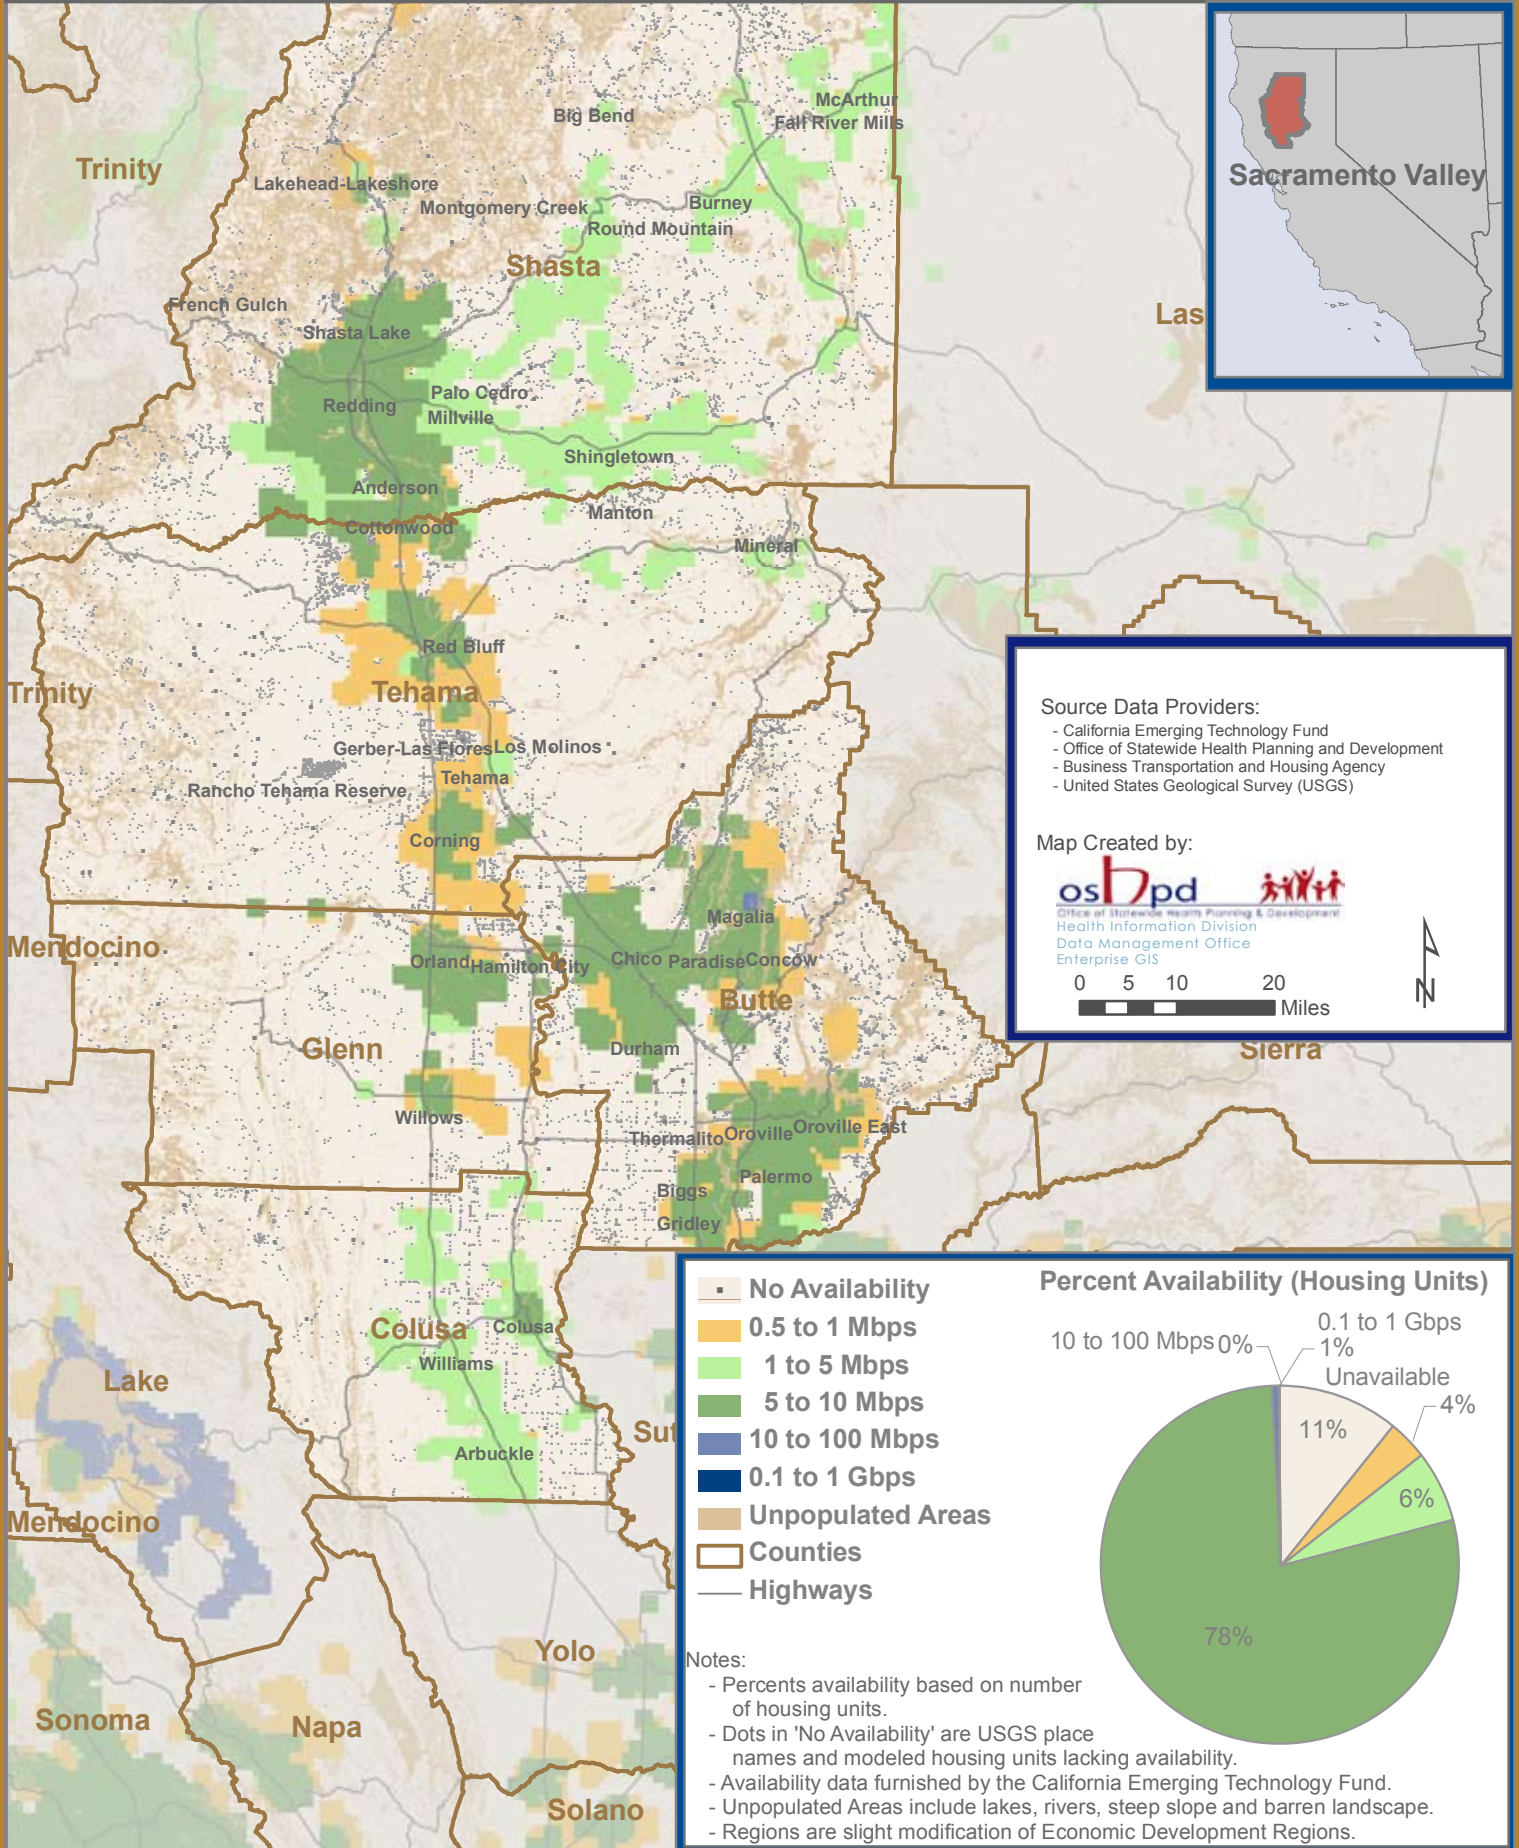 Big Bend
McArthur
Fall River Mills
Trinity
Lakehead-Lakeshore
Montgomery Creek
Burney
Round Mountain
Shasta
French Gulch
Shasta Lake
Las
Sacramento Valley
Redding
Palo Cedro
Millville
Shingletown
Anderson
Cottonwood
Manton
Mineral
Red Bluff
Trinity
Tehama
Gerber-Las Flores
Los Molinos
Tehama
Rancho Tehama Reserve
Corning
Magalia
Mendocino
Orland
Hamilton City
Chico
Paradise
Concow
Butte
Glenn
Durham
Sierra
Willows
Thermalito
Oroville
Oroville East
Palermo
Biggs
Gridley
Colusa
Colusa
Williams
Lake
Sut
Arbuckle
Mendocino
Yolo
Sonoma
Napa
Solano
Source Data Providers:
- California Emerging Technology Fund
- Office of Statewide Health Planning and Development
- Business Transportation and Housing Agency
- United States Geological Survey (USGS)
Map Created by:
oshpd
Office of Statewide Health Planning & Development
Health Information Division
Data Management Office
Enterprise GIS
0 5 10 20
Miles
N
No Availability
0.5 to 1 Mbps
1 to 5 Mbps
5 to 10 Mbps
10 to 100 Mbps
0.1 to 1 Gbps
Unpopulated Areas
Counties
Highways
Percent Availability (Housing Units)
10 to 100 Mbps 0%
0.1 to 1 Gbps
1%
Unavailable
11%
4%
6%
78%
Notes:
- Percents availability based on number
of housing units.
- Dots in 'No Availability' are USGS place
names and modeled housing units lacking availability.
- Availability data furnished by the California Emerging Technology Fund.
- Unpopulated Areas include lakes, rivers, steep slope and barren landscape.
- Regions are slight modification of Economic Development Regions.